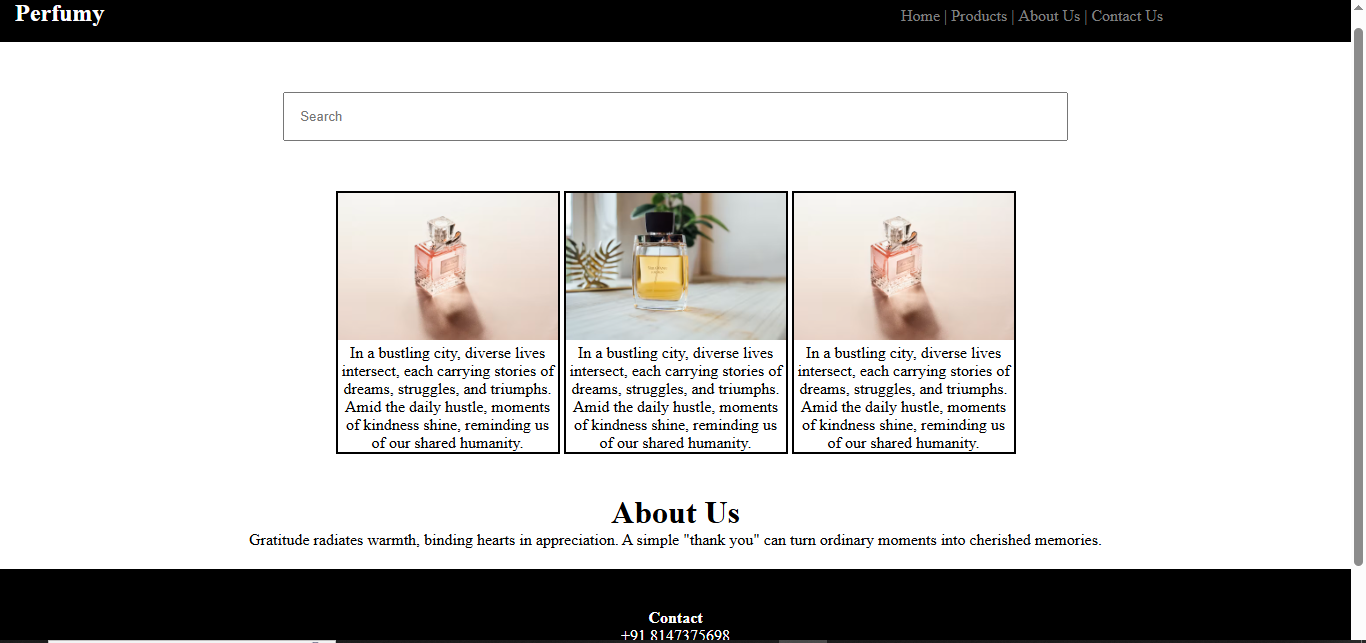 Perfumy
Home | Products | About Us | Contact Us
Search
In a bustling city, diverse lives
intersect, each carrying stories of
dreams, struggles, and triumphs.
Amid the daily hustle, moments
of kindness shine, reminding us
of our shared humanity.
In a bustling city, diverse lives
intersect, each carrying stories of
dreams, struggles, and triumphs.
Amid the daily hustle, moments
of kindness shine, reminding us
of our shared humanity.
In a bustling city, diverse lives
intersect, each carrying stories of
dreams, struggles, and triumphs.
Amid the daily hustle, moments
of kindness shine, reminding us
of our shared humanity.
About Us
Gratitude radiates warmth, binding hearts in appreciation. A simple "thank you" can turn ordinary moments into cherished memories.
Contact
+91 8147375698